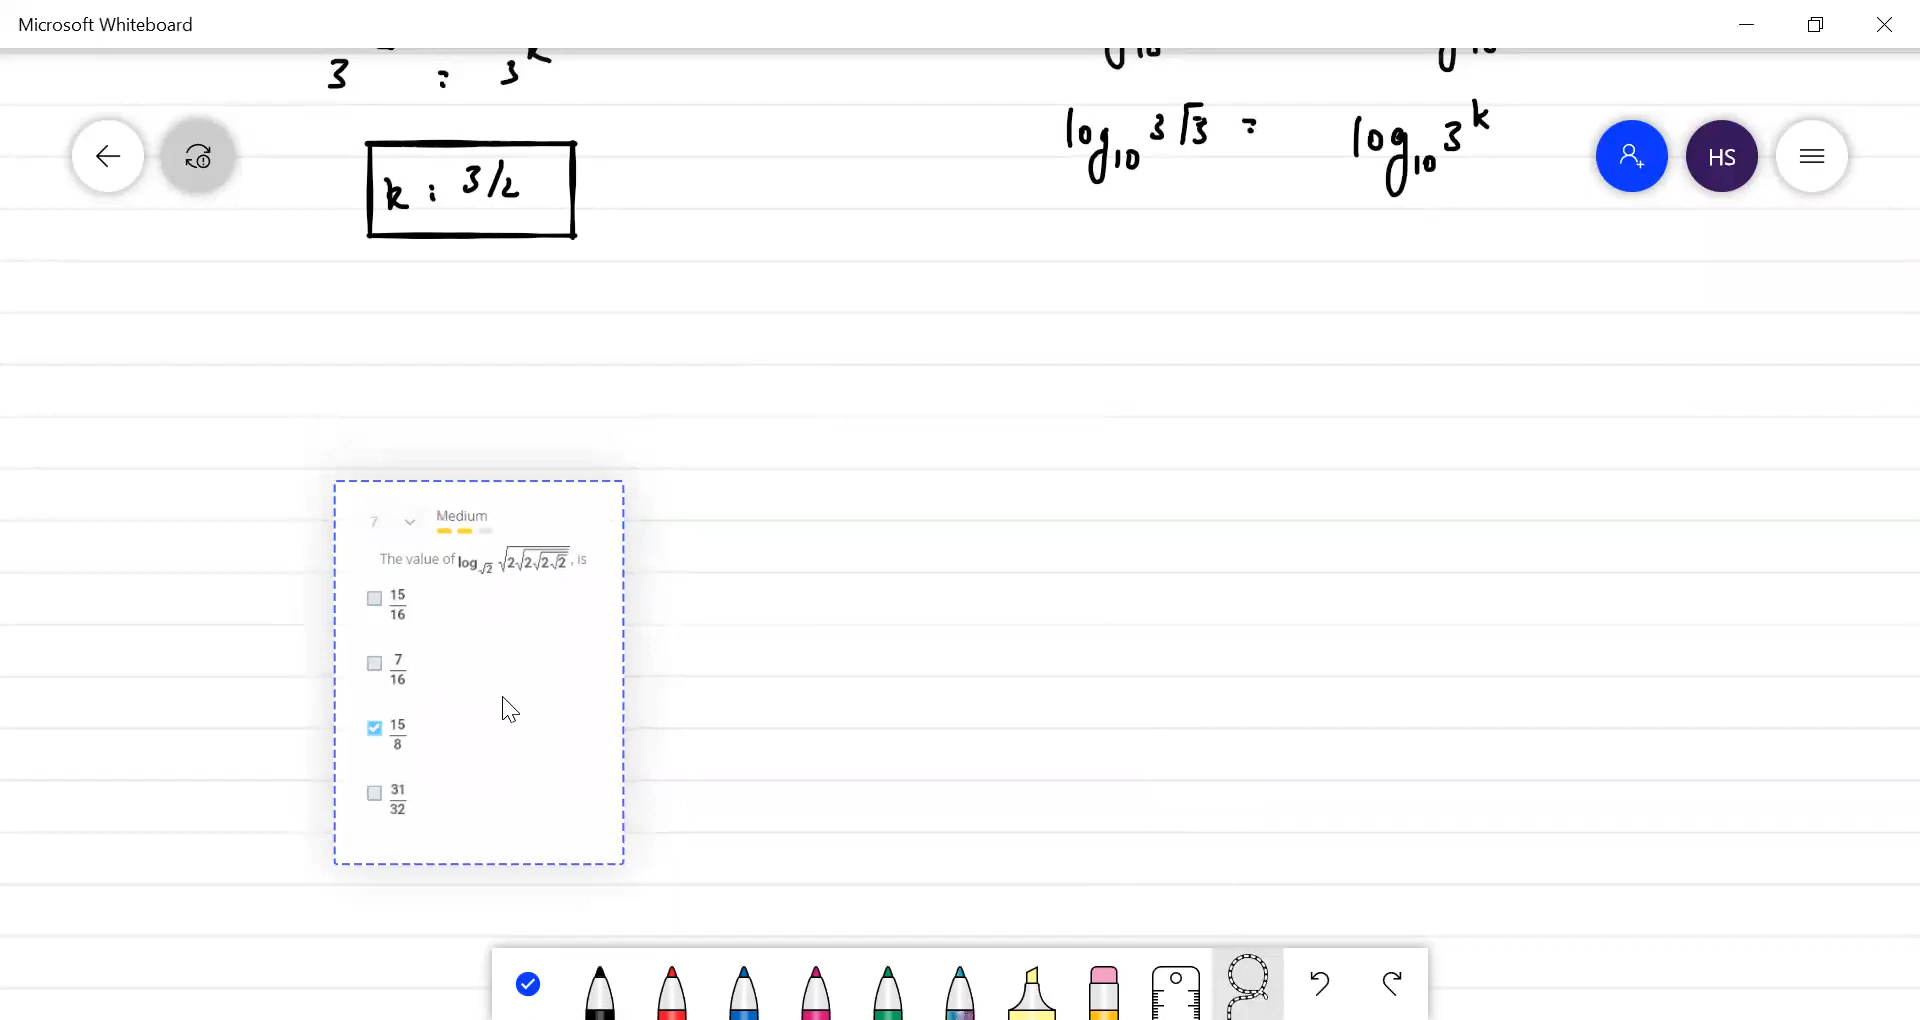 Microsoft Whiteboard
3 = 3^k
log₁₀ 3√3 = log₁₀ 3^k
HS
k = 3/2
7 Medium
The value of log_√2 √(2√(2√(2√2))), is
15/16
7/16
15/8
31/32